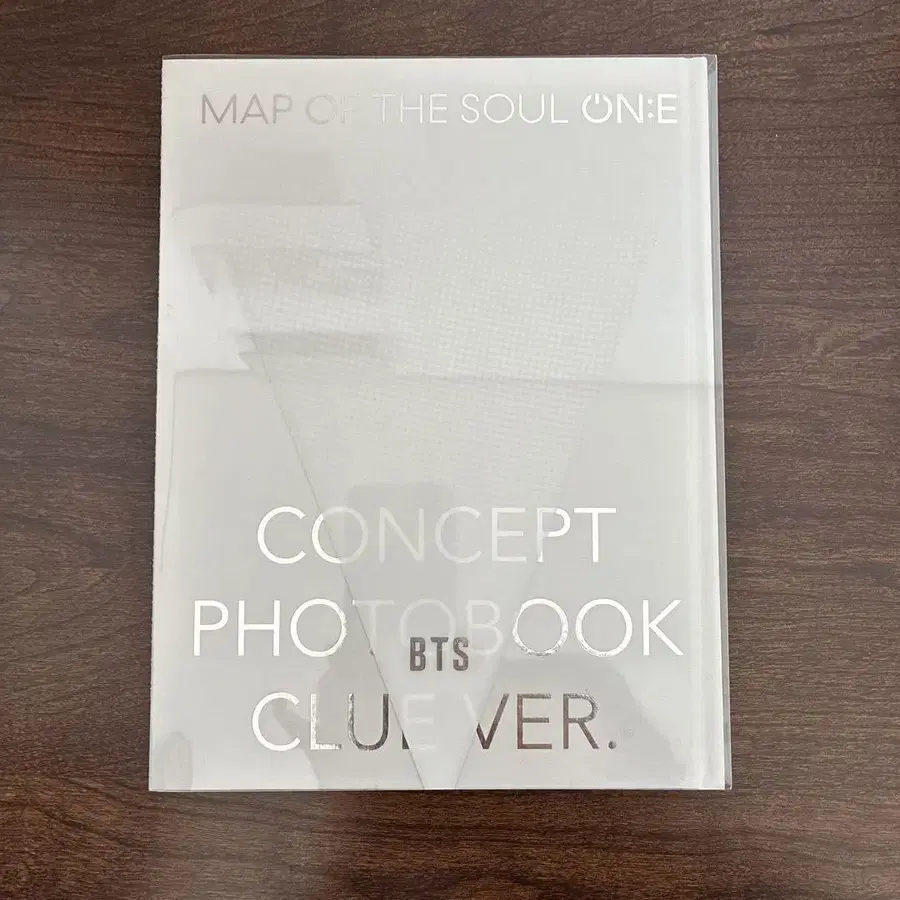 MAP OF THE SOUL ON:E
CONCEPT
PHOTOBOOK
BTS
CLUE VER.